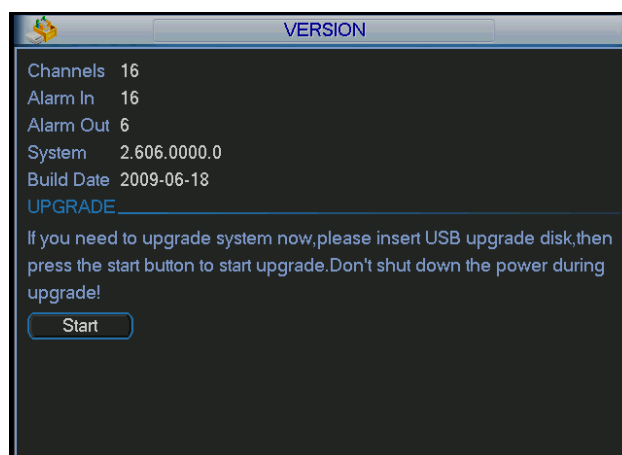 VERSION
Channels 16
Alarm In 16
Alarm Out 6
System 2.606.0000.0
Build Date 2009-06-18
UPGRADE
If you need to upgrade system now,please insert USB upgrade disk,then
press the start button to start upgrade.Don't shut down the power during
upgrade!
Start